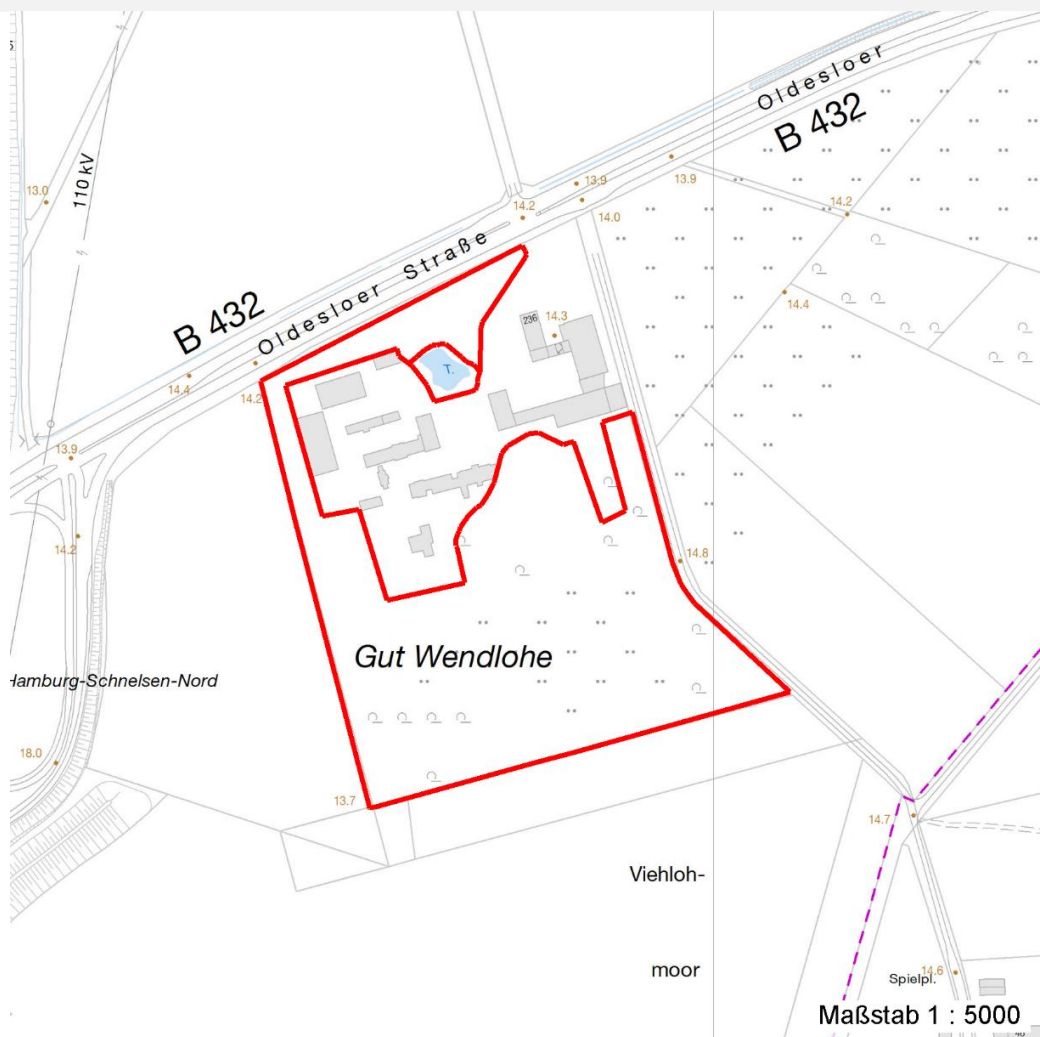 Oldesloer
B 432
110 kV
13.0
13.9
13.9
14.2
14.0
14.2
B 432
Oldesloer Straße
14.4
14.3
236
T.
14.4
14.2
13.9
14.2
14.8
Gut Wendlohe
Hamburg-Schnelsen-Nord
18.0
13.7
14.7
Viehloh-
moor
14.6
Spielpl.
Maßstab 1 : 5000